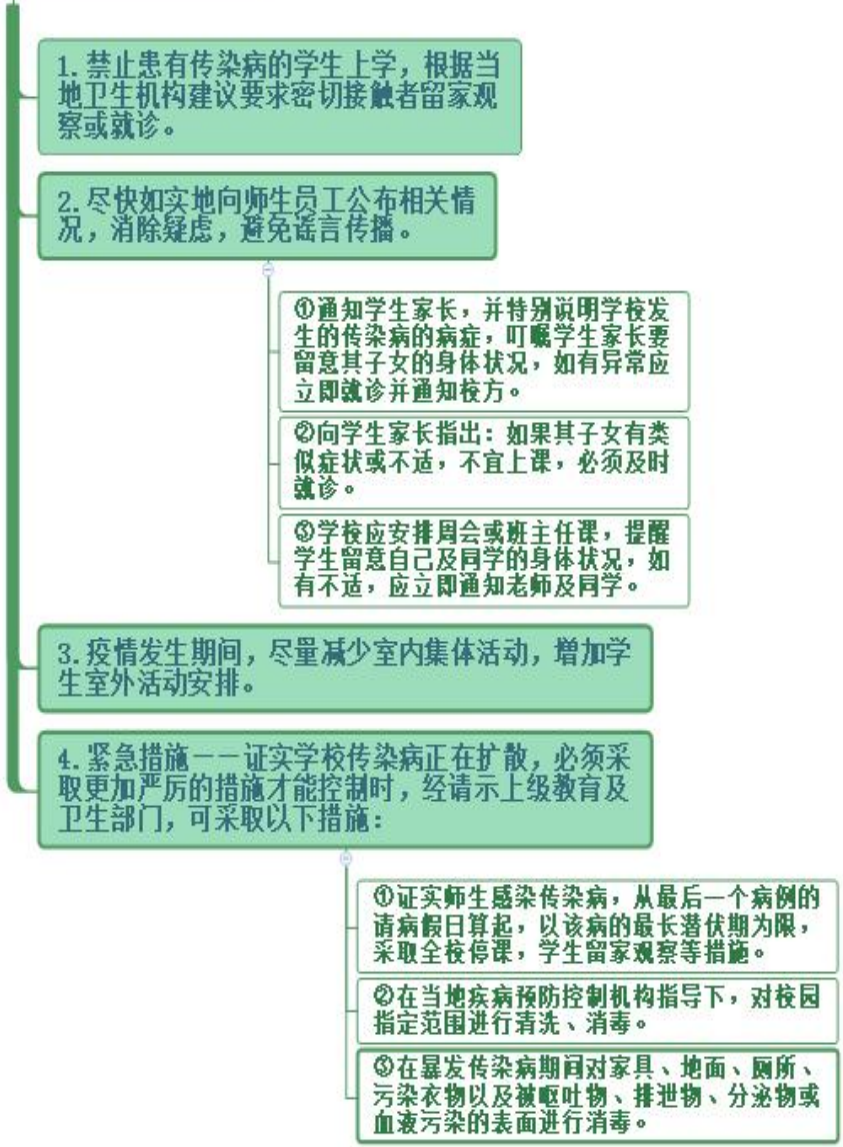 1.禁止患有传染病的学生上学，根据当
地卫生机构建议要求密切接触者留家观
察或就诊。
2.尽快如实地向师生员工公布相关情
况，消除疑虑，避免谣言传播。
①通知学生家长，并特别说明学校发
生的传染病的病症，叮嘱学生家长要
留意其子女的身体状况，如有异常应
立即就诊并通知校方。
②向学生家长指出：如果其子女有类
似症状或不适，不宜上课，必须及时
就诊。
③学校应安排周会或班主任课，提醒
学生留意自己及同学的身体状况，如
有不适，应立即通知老师及同学。
3.疫情发生期间，尽量减少室内集体活动，增加学
生室外活动安排。
4.紧急措施——证实学校传染病正在扩散，必须采
取更加严厉的措施才能控制时，经请示上级教育及
卫生部门，可采取以下措施：
①证实师生感染传染病，从最后一个病例的
请病假日算起，以该病的最长潜伏期为限，
采取全校停课，学生留家观察等措施。
②在当地疾病预防控制机构指导下，对校园
指定范围进行清洗、消毒。
③在暴发传染病期间对家具、地面、厕所、
污染衣物以及被呕吐物、排泄物、分泌物或
血液污染的表面进行消毒。